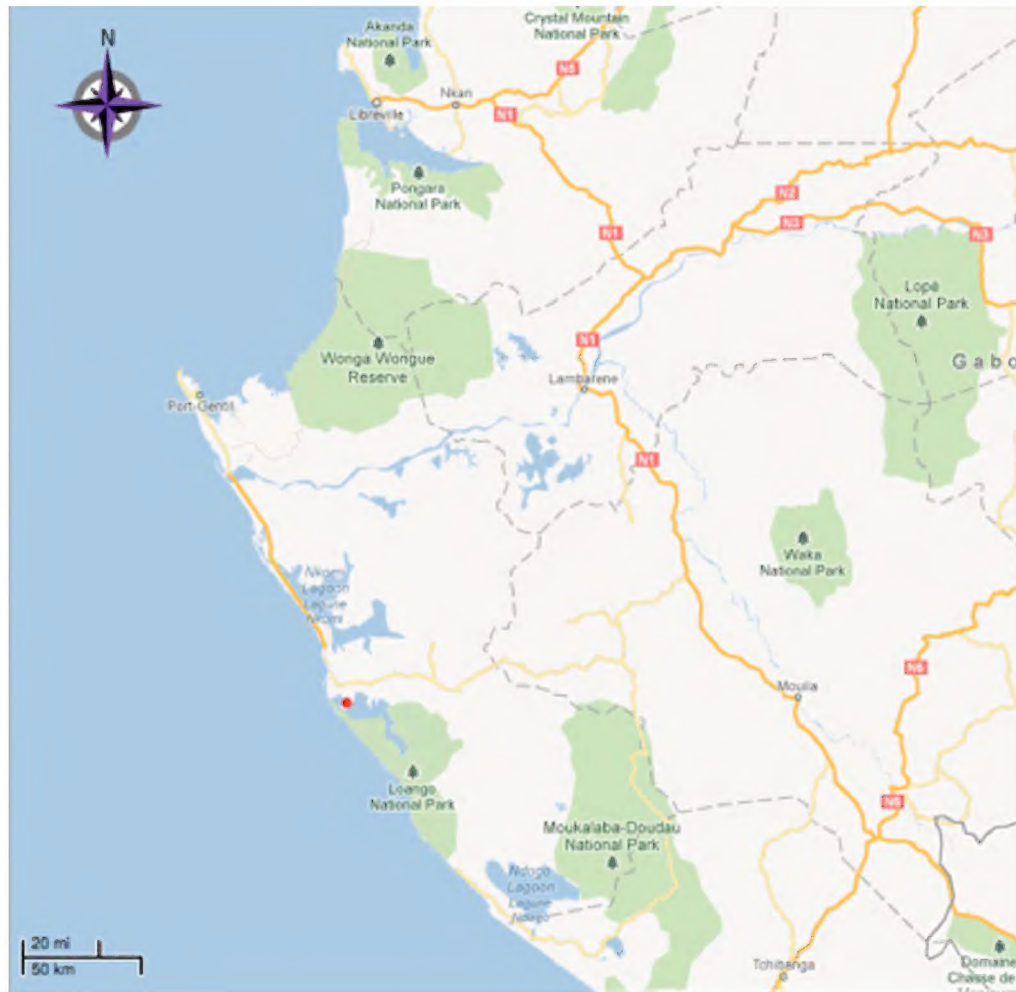 N
Akanda
National Park
Crystal Mountain
National Park
N5
Libreville
Nkan
N1
Pongara
National Park
N2
N3
N1
N3
Lopé
National Park
Gabo
N1
Wonga Wongue
Reserve
Lambarene
Port-Gentil
N1
Waka
National Park
Nkomi
Lagoon
Lagune
Nkomi
N6
Mouila
Loango
National Park
N6
Moukalaba-Doudau
National Park
Ndogo
Lagoon
Lagune
Ndogo
20 mi
50 km
Tchibanga
Domaine
Chasse de